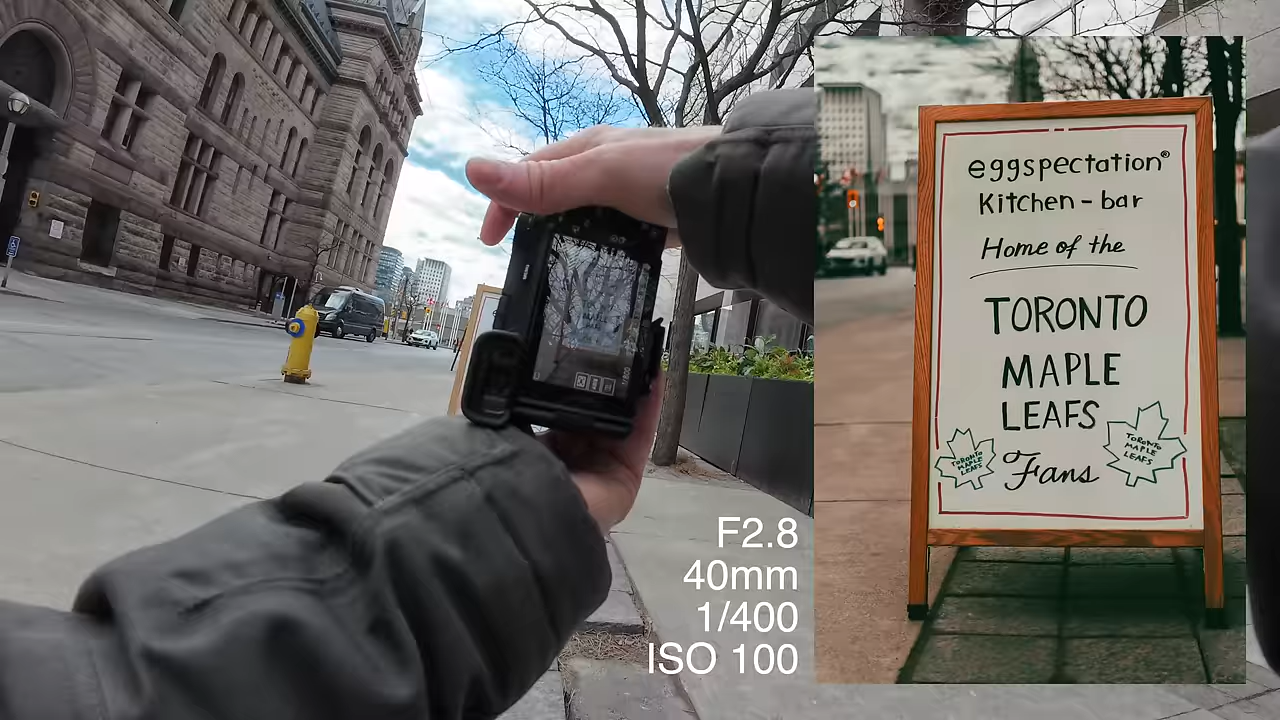 F2.8
40mm
1/400
ISO 100
eggspectation®
Kitchen - bar
Home of the
TORONTO
MAPLE
LEAFS
Fans
TORONTO
MAPLE
LEAFS
TORONTO
MAPLE
LEAFS